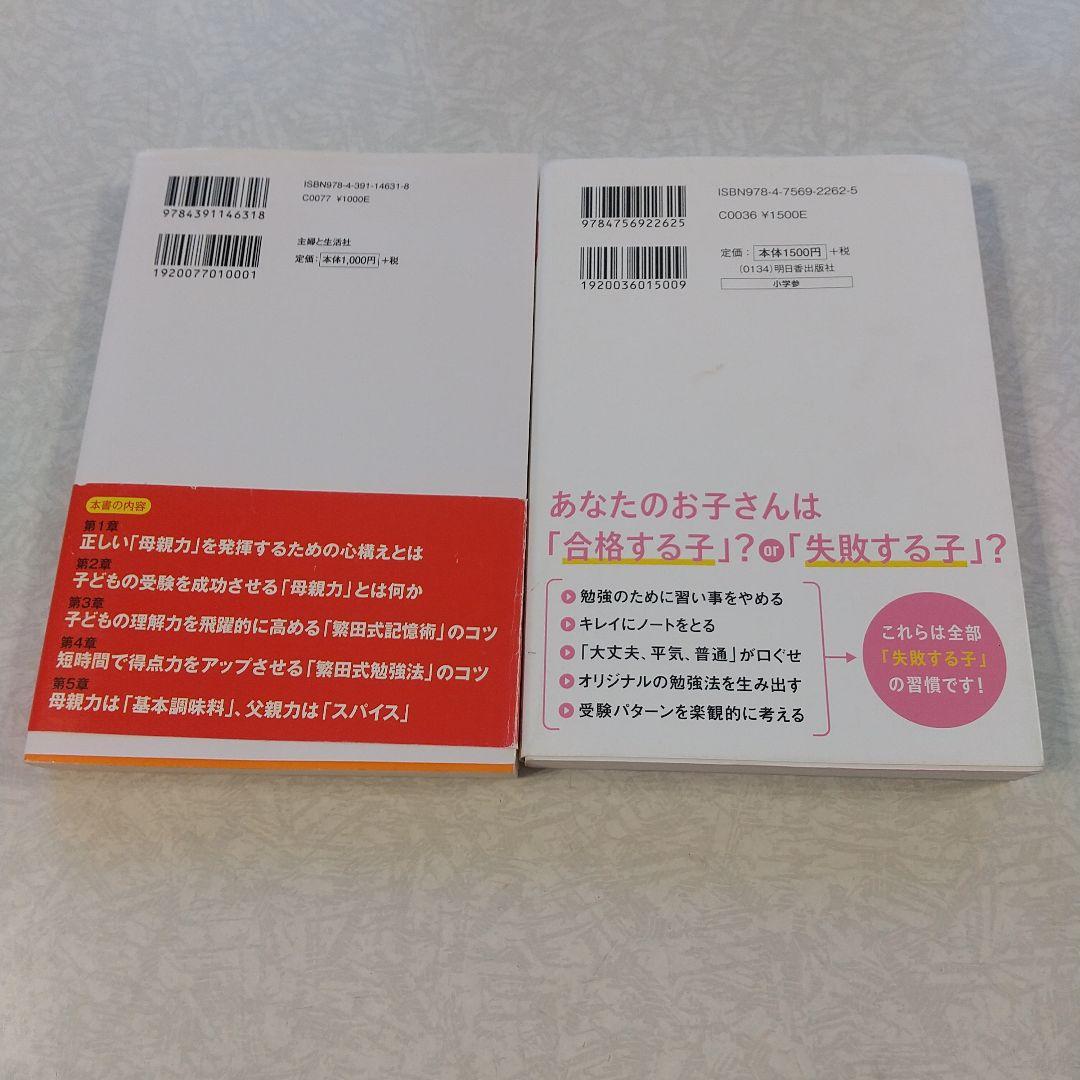 ISBN978-4-391-14631-8
C0077 ¥1000E
9784391146318
主婦と生活社
定価：本体1,000円+税
1920077010001
本書の内容
第1章
正しい「母親力」を発揮するための心構えとは
第2章
子どもの受験を成功させる「母親力」とは何か
第3章
子どもの理解力を飛躍的に高める「繁田式記憶術」のコツ
第4章
短時間で得点力をアップさせる「繁田式勉強法」のコツ
第5章
母親力は「基本調味料」、父親力は「スパイス」
ISBN978-4-7569-2262-5
C0036 ¥1500E
9784756922625
定価：本体1500円+税
(0134)明日香出版社
小学参
1920036015009
あなたのお子さんは
「合格する子」？or「失敗する子」？
勉強のために習い事をやめる
キレイにノートをとる
「大丈夫、平気、普通」が口ぐせ
オリジナルの勉強法を生み出す
受験パターンを楽観的に考える
これらは全部
「失敗する子」
の習慣です！